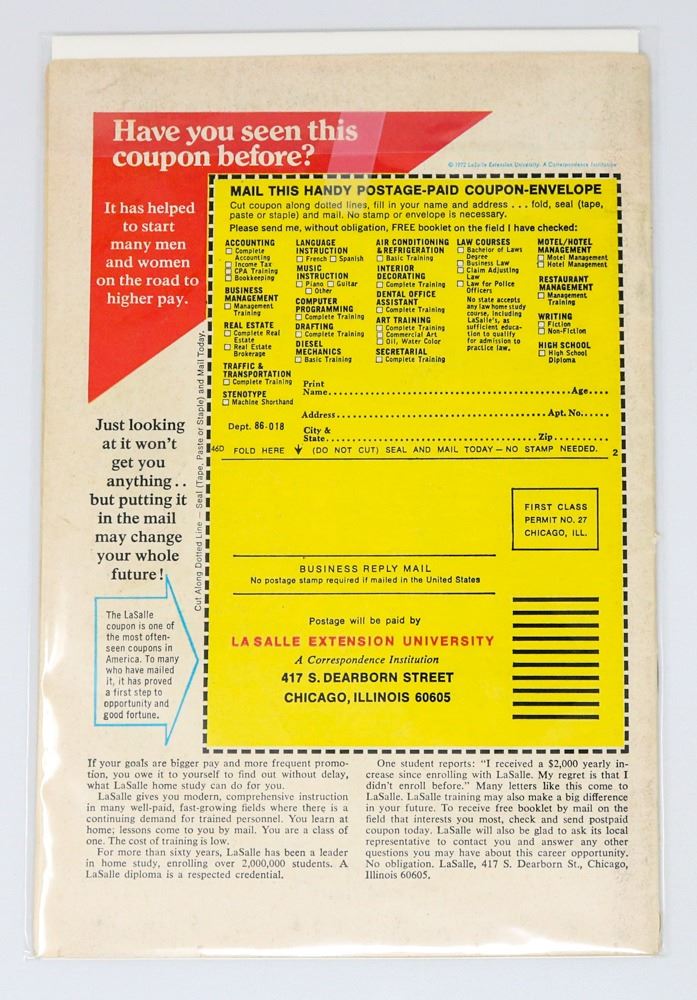 Have you seen this
coupon before?
© 1972 LaSalle Extension University. A Correspondence Institution
It has helped
to start
many men
and women
on the road to
higher pay.
Just looking
at it won't
get you
anything . .
but putting it
in the mail
may change
your whole
future!
The LaSalle
coupon is one of
the most often-
seen coupons in
America. To many
who have mailed
it, it has proved
a first step to
opportunity and
good fortune.
Cut Along Dotted Line — Seal (Tape, Paste or Staple) and Mail Today.
MAIL THIS HANDY POSTAGE-PAID COUPON-ENVELOPE
Cut coupon along dotted lines, fill in your name and address . . . fold, seal (tape,
paste or staple) and mail. No stamp or envelope is necessary.
Please send me, without obligation, FREE booklet on the field I have checked:
ACCOUNTING
☐ Complete
Accounting
☐ Income Tax
☐ CPA Training
☐ Bookkeeping
BUSINESS
MANAGEMENT
☐ Management
Training
REAL ESTATE
☐ Complete Real
Estate
☐ Real Estate
Brokerage
TRAFFIC &
TRANSPORTATION
☐ Complete Training
STENOTYPE
☐ Machine Shorthand
LANGUAGE
INSTRUCTION
☐ French ☐ Spanish
MUSIC
INSTRUCTION
☐ Piano ☐ Guitar
☐ Other
COMPUTER
PROGRAMMING
☐ Complete Training
DRAFTING
☐ Complete Training
DIESEL
MECHANICS
☐ Basic Training
AIR CONDITIONING
& REFRIGERATION
☐ Basic Training
INTERIOR
DECORATING
☐ Complete Training
DENTAL OFFICE
ASSISTANT
☐ Complete Training
ART TRAINING
☐ Complete Training
☐ Commercial Art
☐ Oil, Water Color
SECRETARIAL
☐ Complete Training
LAW COURSES
☐ Bachelor of Laws
Degree
☐ Business Law
☐ Claim Adjusting
Law
☐ Law for Police
Officers
No state accepts
any law home study
course, including
LaSalle's, as
sufficient educa-
tion to qualify
for admission to
practice law.
MOTEL/HOTEL
MANAGEMENT
☐ Motel Management
☐ Hotel Management
RESTAURANT
MANAGEMENT
☐ Management
Training
WRITING
☐ Fiction
☐ Non-Fiction
HIGH SCHOOL
☐ High School
Diploma
Print
Name........Age....
Address........Apt. No......
Dept. 86-018
City &
State........Zip..........
46D FOLD HERE ↓ (DO NOT CUT) SEAL AND MAIL TODAY — NO STAMP NEEDED. 2
FIRST CLASS
PERMIT NO. 27
CHICAGO, ILL.
BUSINESS REPLY MAIL
No postage stamp required if mailed in the United States
Postage will be paid by
LA SALLE EXTENSION UNIVERSITY
A Correspondence Institution
417 S. DEARBORN STREET
CHICAGO, ILLINOIS 60605
If your goals are bigger pay and more frequent promo-
tion, you owe it to yourself to find out without delay,
what LaSalle home study can do for you.
LaSalle gives you modern, comprehensive instruction
in many well-paid, fast-growing fields where there is a
continuing demand for trained personnel. You learn at
home; lessons come to you by mail. You are a class of
one. The cost of training is low.
For more than sixty years, LaSalle has been a leader
in home study, enrolling over 2,000,000 students. A
LaSalle diploma is a respected credential.
One student reports: "I received a $2,000 yearly in-
crease since enrolling with LaSalle. My regret is that I
didn't enroll before." Many letters like this come to
LaSalle. LaSalle training may also make a big difference
in your future. To receive free booklet by mail on the
field that interests you most, check and send postpaid
coupon today. LaSalle will also be glad to ask its local
representative to contact you and answer any other
questions you may have about this career opportunity.
No obligation. LaSalle, 417 S. Dearborn St., Chicago,
Illinois 60605.